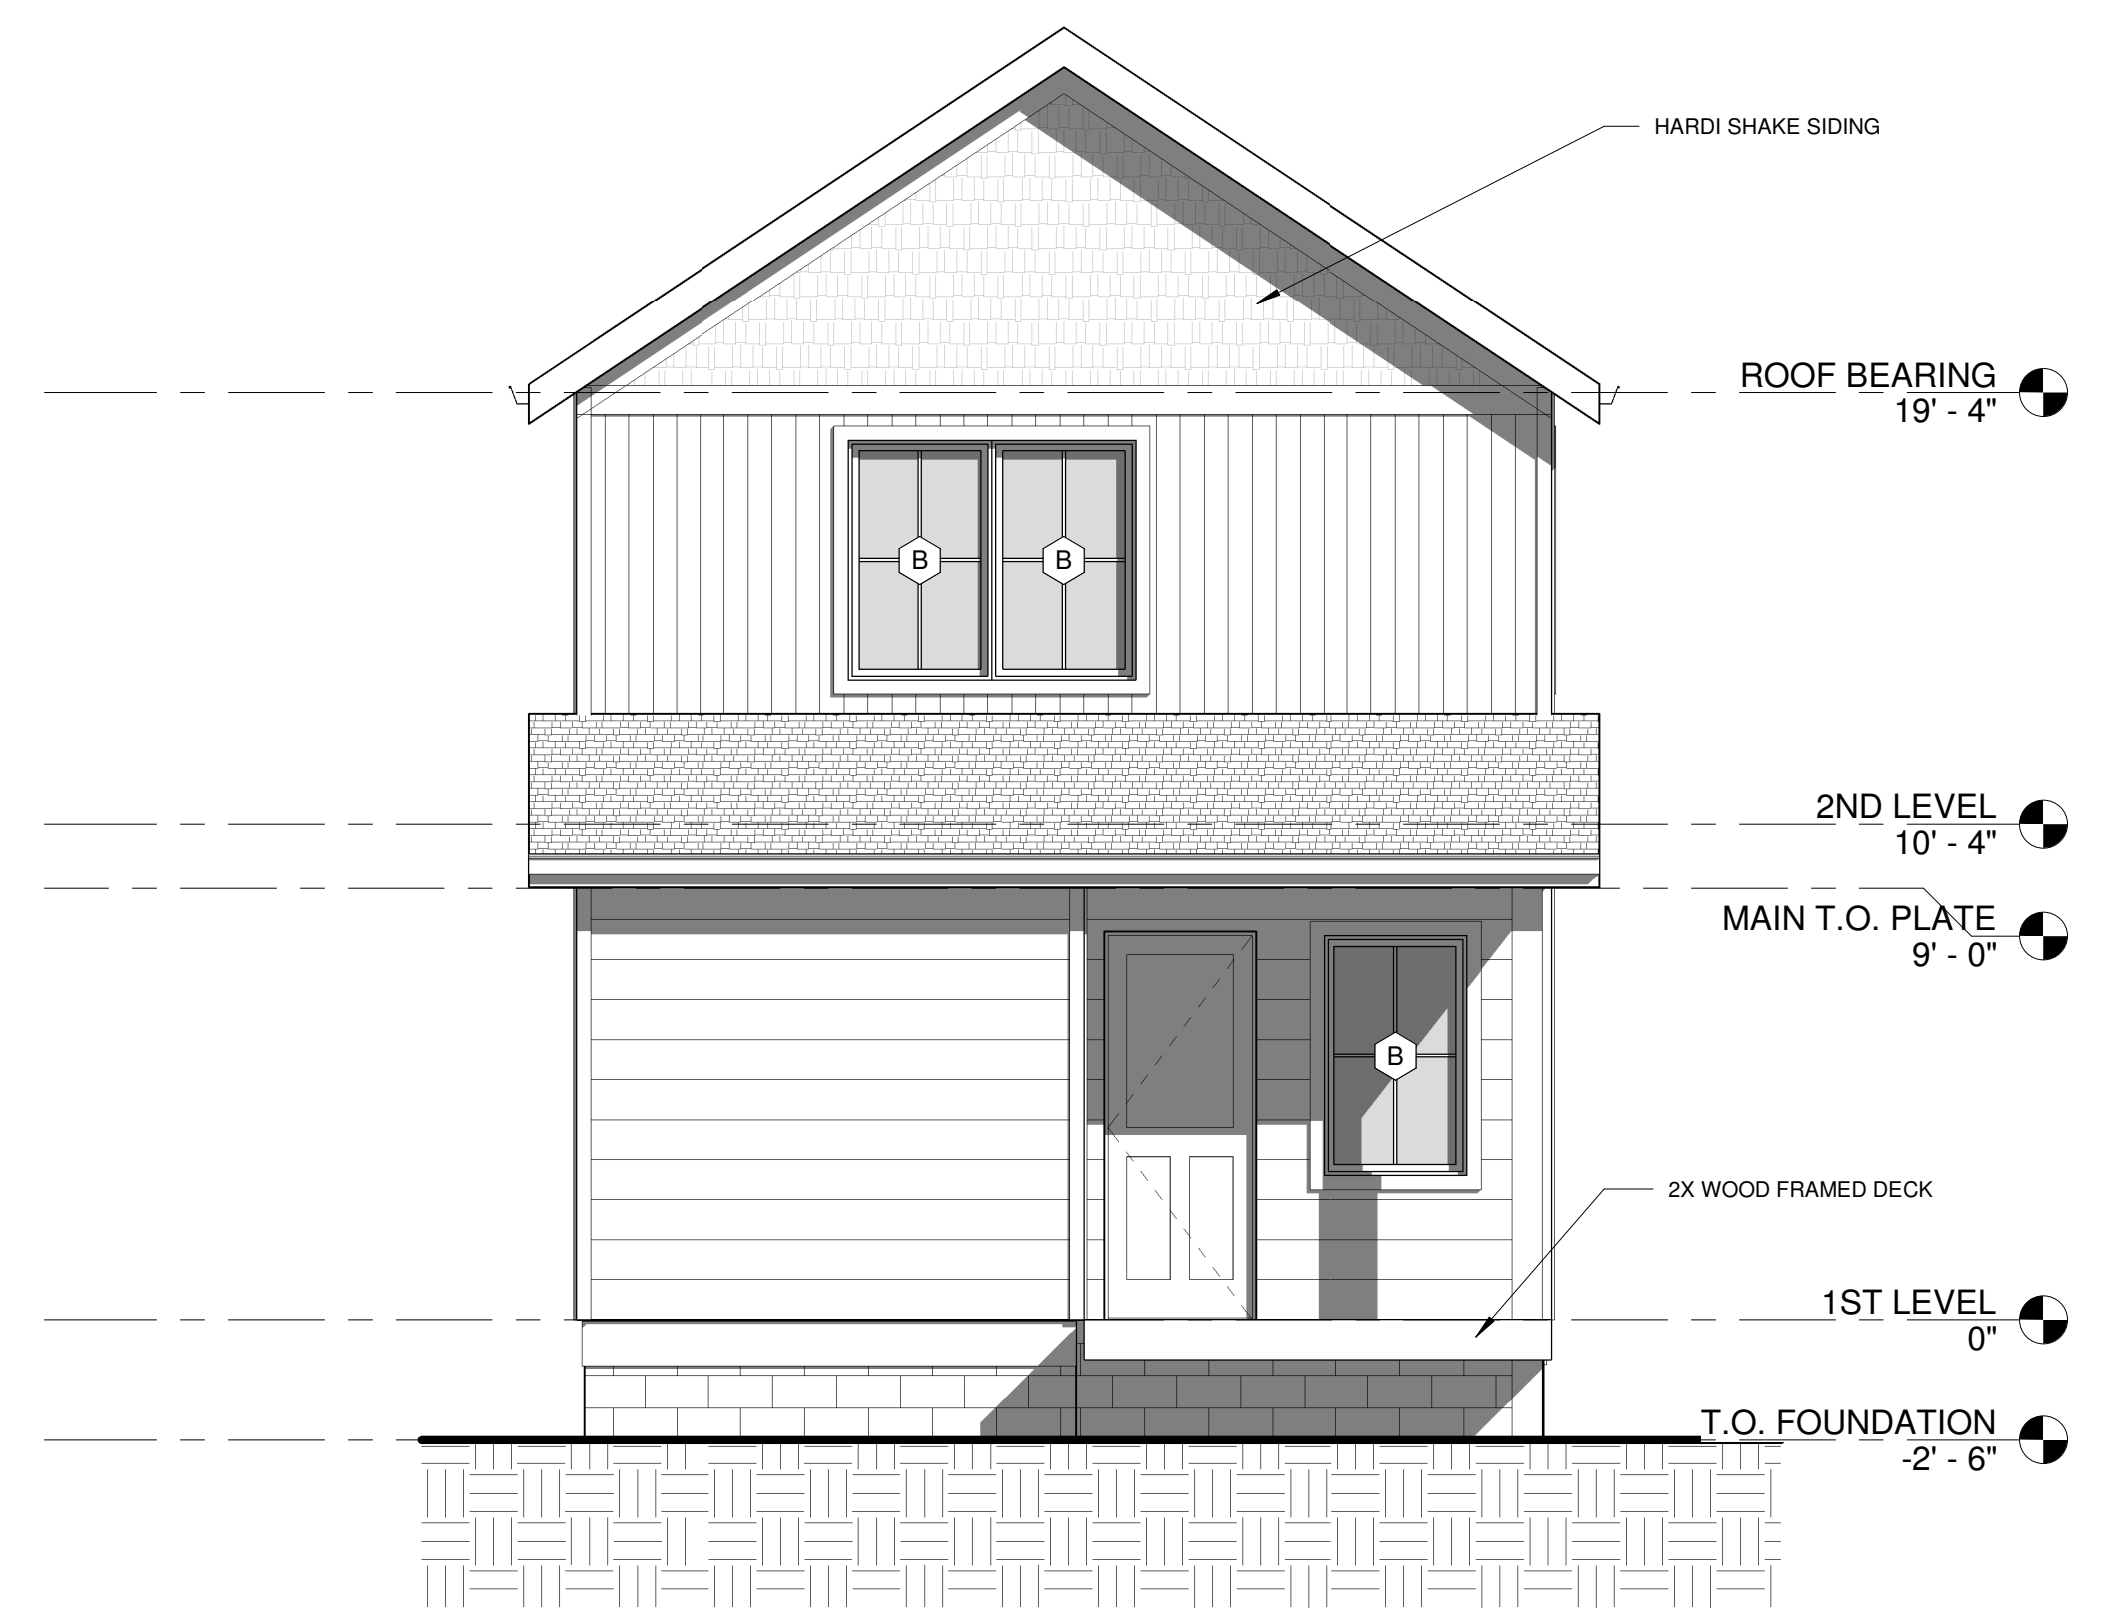 HARDI SHAKE SIDING
ROOF BEARING
19' - 4"
B B
2ND LEVEL
10' - 4"
MAIN T.O. PLATE
9' - 0"
B
2X WOOD FRAMED DECK
1ST LEVEL
0"
T.O. FOUNDATION
-2' - 6"